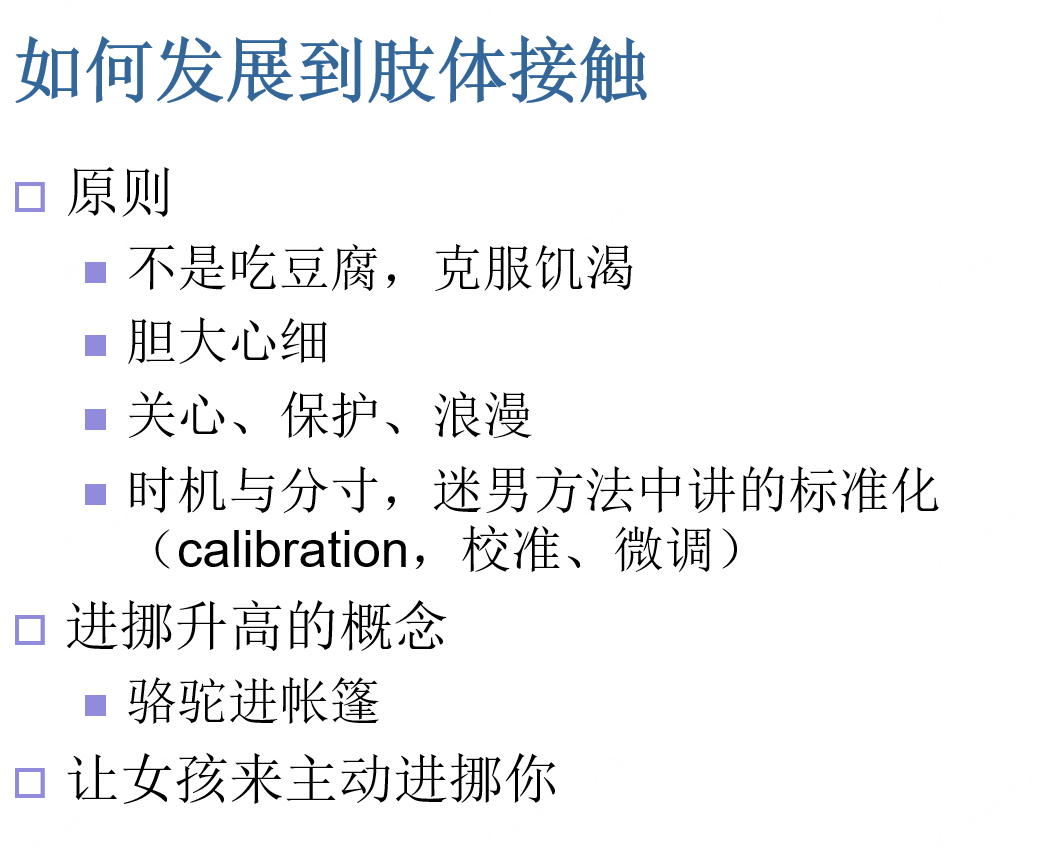 如何发展到肢体接触
原则
不是吃豆腐，克服饥渴
胆大心细
关心、保护、浪漫
时机与分寸，迷男方法中讲的标准化
（calibration，校准、微调）
进挪升高的概念
骆驼进帐篷
让女孩来主动进挪你